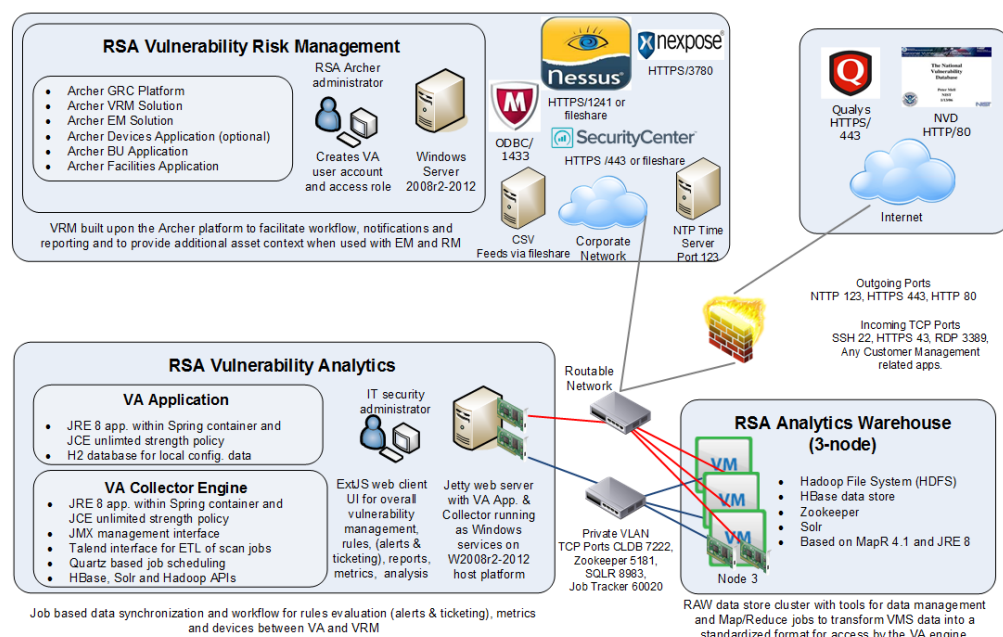 RSA Vulnerability Risk Management
Archer GRC Platform
Archer VRM Solution
Archer EM Solution
Archer Devices Application (optional)
Archer BU Application
Archer Facilities Application
RSA Archer
administrator
Creates VA
user account
and access role
Windows
Server
2008r2-2012
VRM built upon the Archer platform to facilitate workflow, notifications and
reporting and to provide additional asset context when used with EM and RM
Nessus
HTTPS/1241 or
fileshare
nexpose
HTTPS/3780
ODBC/
1433
SecurityCenter
HTTPS /443 or fileshare
CSV
Feeds via fileshare
Corporate
Network
NTP Time
Server
Port 123
Qualys
HTTPS/
443
The National
Vulnerability
Database
NIST
NVD
HTTP/80
Internet
Outgoing Ports
NTTP 123, HTTPS 443, HTTP 80
Incoming TCP Ports
SSH 22, HTTPS 43, RDP 3389,
Any Customer Management
related apps.
RSA Vulnerability Analytics
VA Application
JRE 8 app. within Spring container and
JCE unlimted strength policy
H2 database for local config. data
VA Collector Engine
JRE 8 app. within Spring container and
JCE unlimited strength policy
JMX management interface
Talend interface for ETL of scan jobs
Quartz based job scheduling
HBase, Solr and Hadoop APIs
IT security
administrator
ExtJS web client
UI for overall
vulnerability
management,
rules, (alerts &
ticketing), reports,
metrics, analysis
Jetty web server
with VA App. &
Collector running
as Windows
services on
W2008r2-2012
host platform
Job based data synchronization and workflow for rules evaluation (alerts & ticketing), metrics
and devices between VA and VRM
Routable
Network
Private VLAN
TCP Ports CLDB 7222,
Zookeeper 5181,
SQLR 8983,
Job Tracker 60020
RSA Analytics Warehouse
(3-node)
VM
VM
VM
Node 3
Hadoop File System (HDFS)
HBase data store
Zookeeper
Solr
Based on MapR 4.1 and JRE 8
RAW data store cluster with tools for data management
and Map/Reduce jobs to transform VMS data into a
standardized format for access by the VA engine